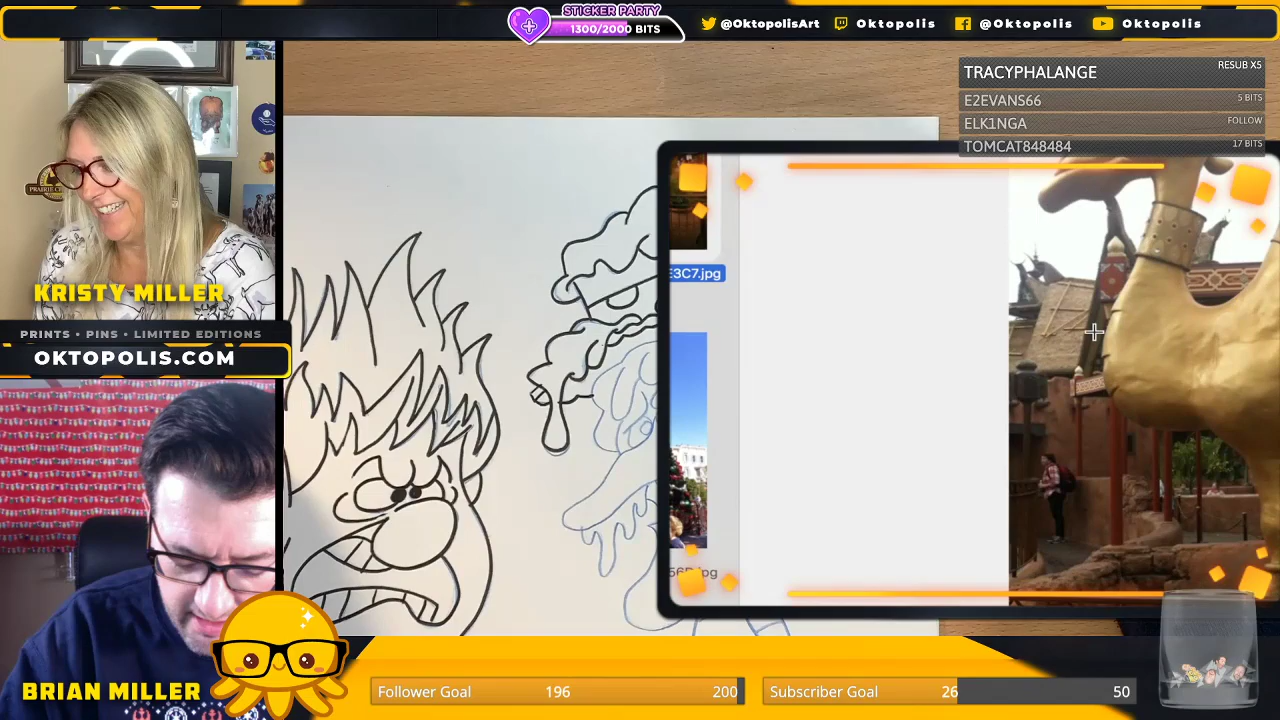 STICKER PARTY
1300/2000 BITS
@OktopolisArt
Oktopolis
@Oktopolis
Oktopolis
TRACYPHALANGE RESUB X5
E2EVANS66 5 BITS
ELK1NGA FOLLOW
TOMCAT848484 17 BITS
E3C7.jpg
KRISTY MILLER
PRINTS • PINS • LIMITED EDITIONS
OKTOPOLIS.COM
BRIAN MILLER
Follower Goal 196 200
Subscriber Goal 26 50